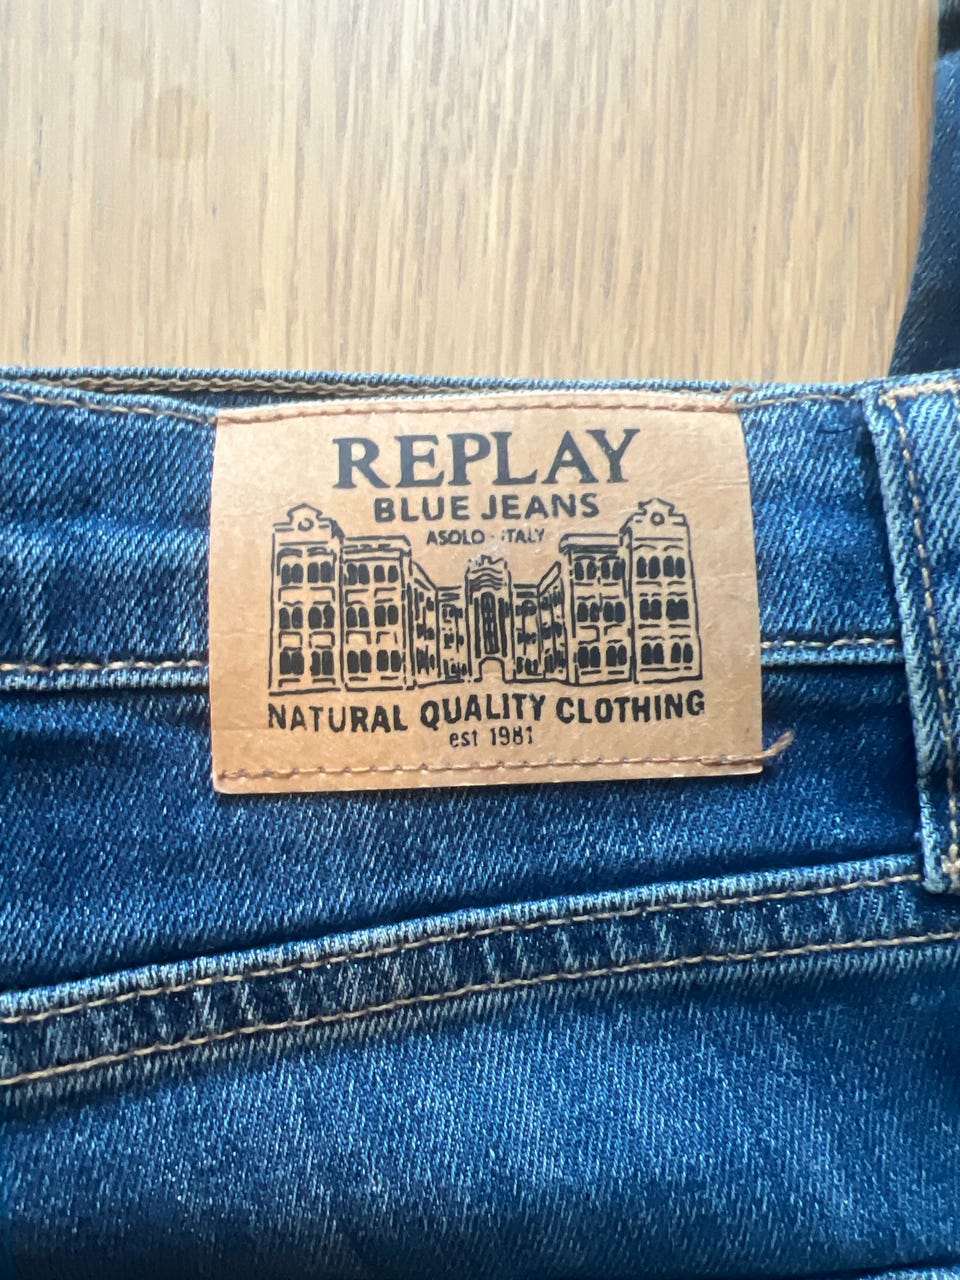 REPLAY
BLUE JEANS
ASOLO - ITALY
NATURAL QUALITY CLOTHING
est 1981